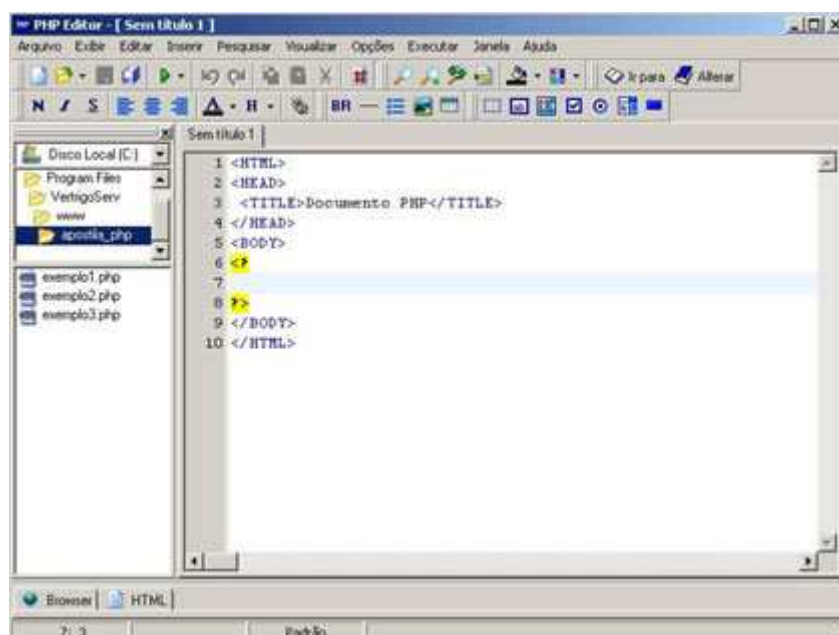 PHP Editor - [ Sem título 1 ]
Arquivo Exibir Editar Inserir Pesquisar Visualizar Opções Executar Janela Ajuda
Ir para Alterar
N I S A H BR
Disco Local (C:)
Program Files
VertrigoServ
www
apostila_php
exemplo1.php
exemplo2.php
exemplo3.php
Sem título 1
1 <HTML>
2 <HEAD>
3 <TITLE>Documento PHP</TITLE>
4 </HEAD>
5 <BODY>
6 <?
7
8 ?>
9 </BODY>
10 </HTML>
Browser HTML
7: 3 Padrão